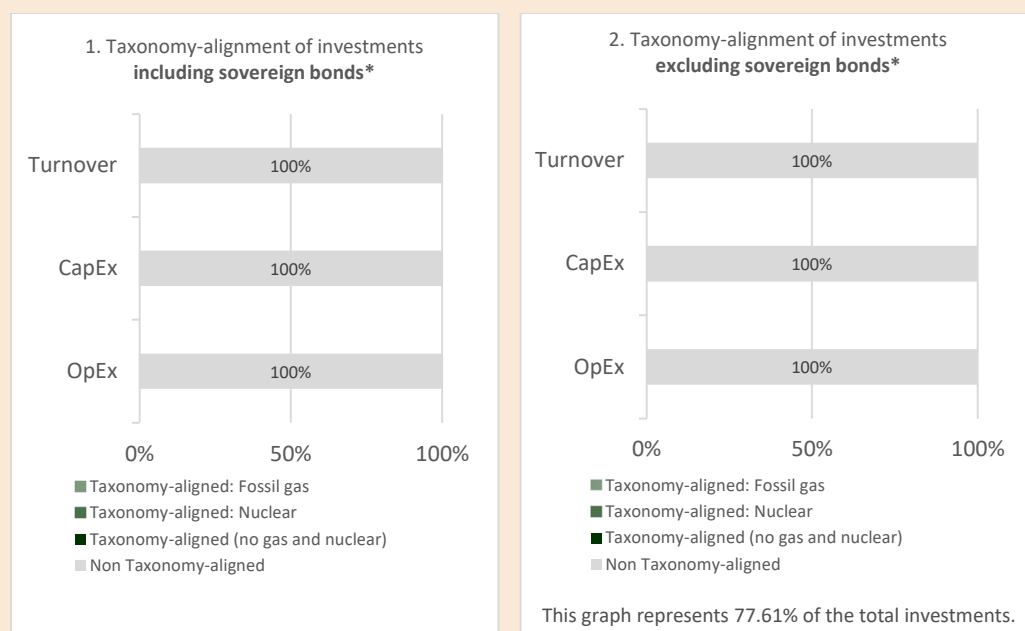 1. Taxonomy-alignment of investments
including sovereign bonds*
Turnover
100%
CapEx
100%
OpEx
100%
0% 50% 100%
Taxonomy-aligned: Fossil gas
Taxonomy-aligned: Nuclear
Taxonomy-aligned (no gas and nuclear)
Non Taxonomy-aligned
2. Taxonomy-alignment of investments
excluding sovereign bonds*
Turnover
100%
CapEx
100%
OpEx
100%
0% 50% 100%
Taxonomy-aligned: Fossil gas
Taxonomy-aligned: Nuclear
Taxonomy-aligned (no gas and nuclear)
Non Taxonomy-aligned
This graph represents 77.61% of the total investments.